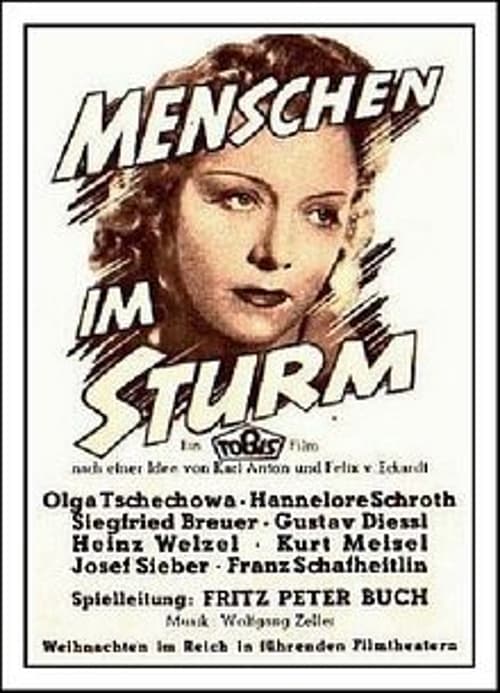 MENSCHEN
IM
STURM
Ein TOBIS Film
nach einer Idee von Karl Anton und Felix v. Eckardt
Olga Tschechowa · Hannelore Schroth
Siegfried Breuer · Gustav Diessl
Heinz Welzel · Kurt Meisel
Josef Sieber · Franz Schafheitlin
Spielleitung: FRITZ PETER BUCH
Musik: Wolfgang Zeller
Weihnachten im Reich in führenden Filmtheatern